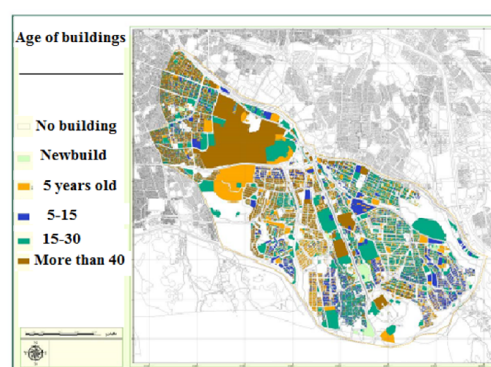 Age of buildings
No building
Newbuild
5 years old
5-15
15-30
More than 40